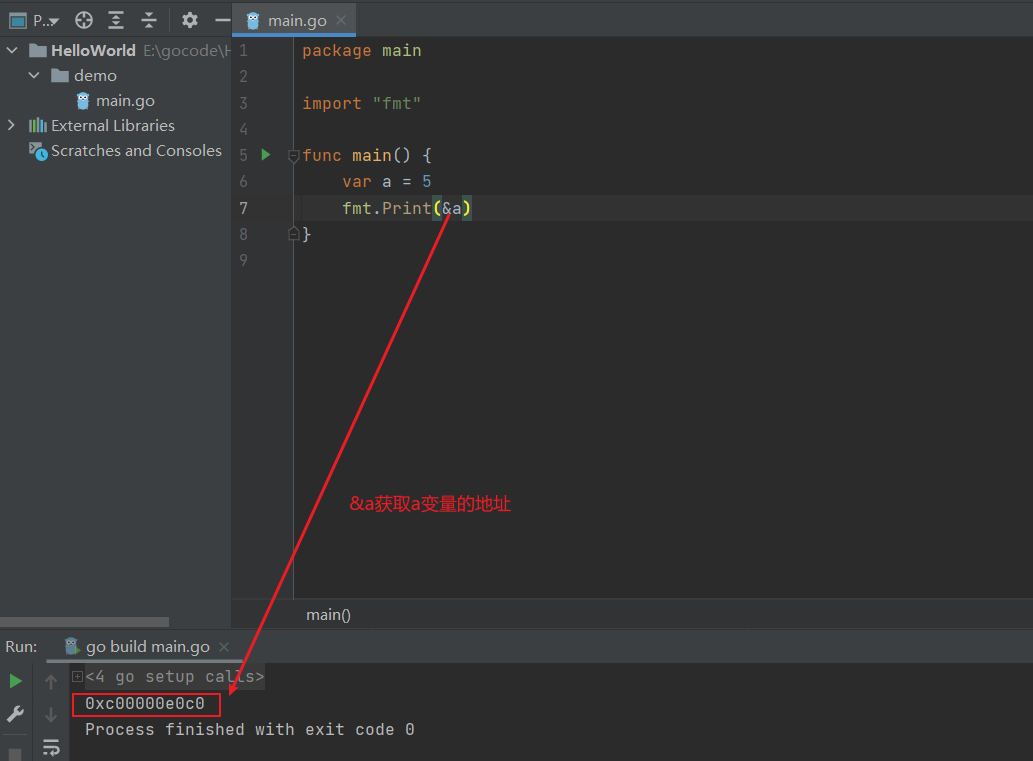 P...
main.go
HelloWorld E:\gocode\H
demo
main.go
External Libraries
Scratches and Consoles
1 package main
2
3 import "fmt"
4
5 func main() {
6 var a = 5
7 fmt.Print(&a)
8 }
9
&a获取a变量的地址
main()
Run: go build main.go
<4 go setup calls>
0xc00000e0c0
Process finished with exit code 0